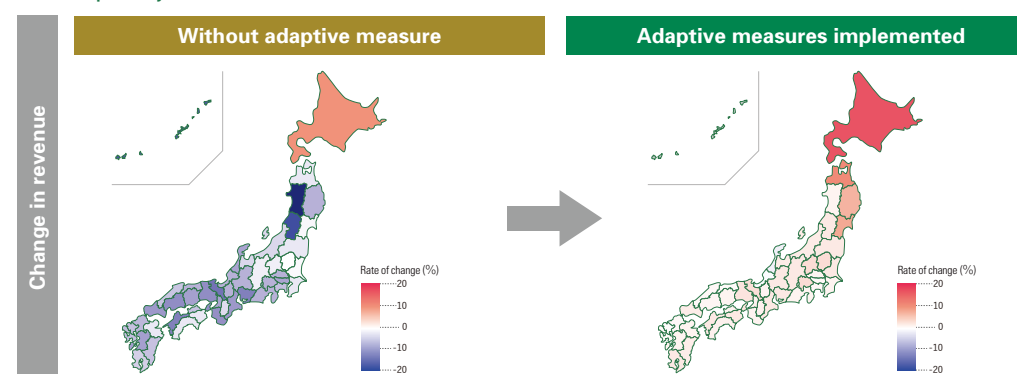 Without adaptive measure
Adaptive measures implemented
Change in revenue
Rate of change (%)
20
10
0
-10
-20
Rate of change (%)
20
10
0
-10
-20